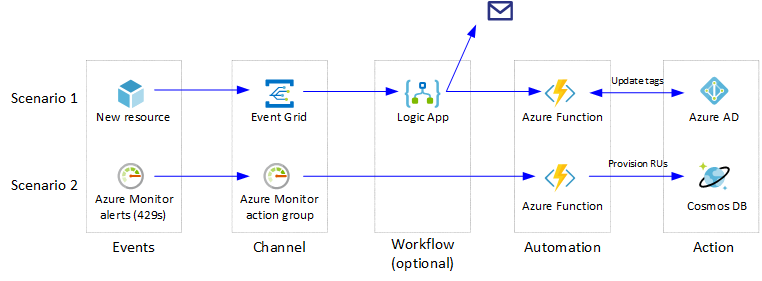 Scenario 1
New resource
Event Grid
Logic App
Azure Function
Update tags
Azure AD
Scenario 2
Azure Monitor
alerts (429s)
Azure Monitor
action group
Azure Function
Provision RUs
Cosmos DB
Events
Channel
Workflow
(optional)
Automation
Action